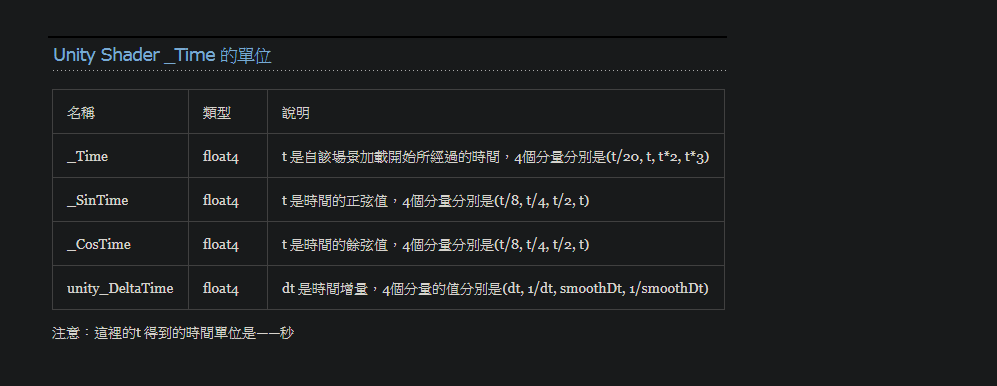 Unity Shader _Time 的單位
名稱 類型 說明
_Time float4 t 是自該場景加載開始所經過的時間，4個分量分別是(t/20, t, t*2, t*3)
_SinTime float4 t 是時間的正弦值，4個分量分別是(t/8, t/4, t/2, t)
_CosTime float4 t 是時間的餘弦值，4個分量分別是(t/8, t/4, t/2, t)
unity_DeltaTime float4 dt 是時間增量，4個分量的值分別是(dt, 1/dt, smoothDt, 1/smoothDt)
注意：這裡的t 得到的時間單位是——秒